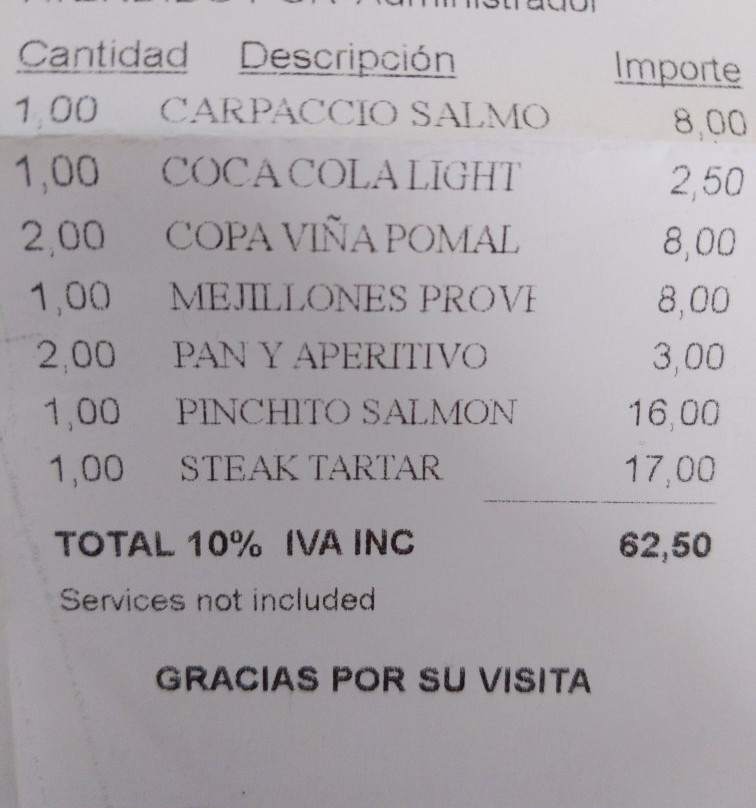 Administrador
Cantidad Descripción Importe
1,00 CARPACCIO SALMO 8,00
1,00 COCA COLA LIGHT 2,50
2,00 COPA VIÑA POMAL 8,00
1,00 MEJILLONES PROVE 8,00
2,00 PAN Y APERITIVO 3,00
1,00 PINCHITO SALMON 16,00
1,00 STEAK TARTAR 17,00
TOTAL 10% IVA INC 62,50
Services not included
GRACIAS POR SU VISITA